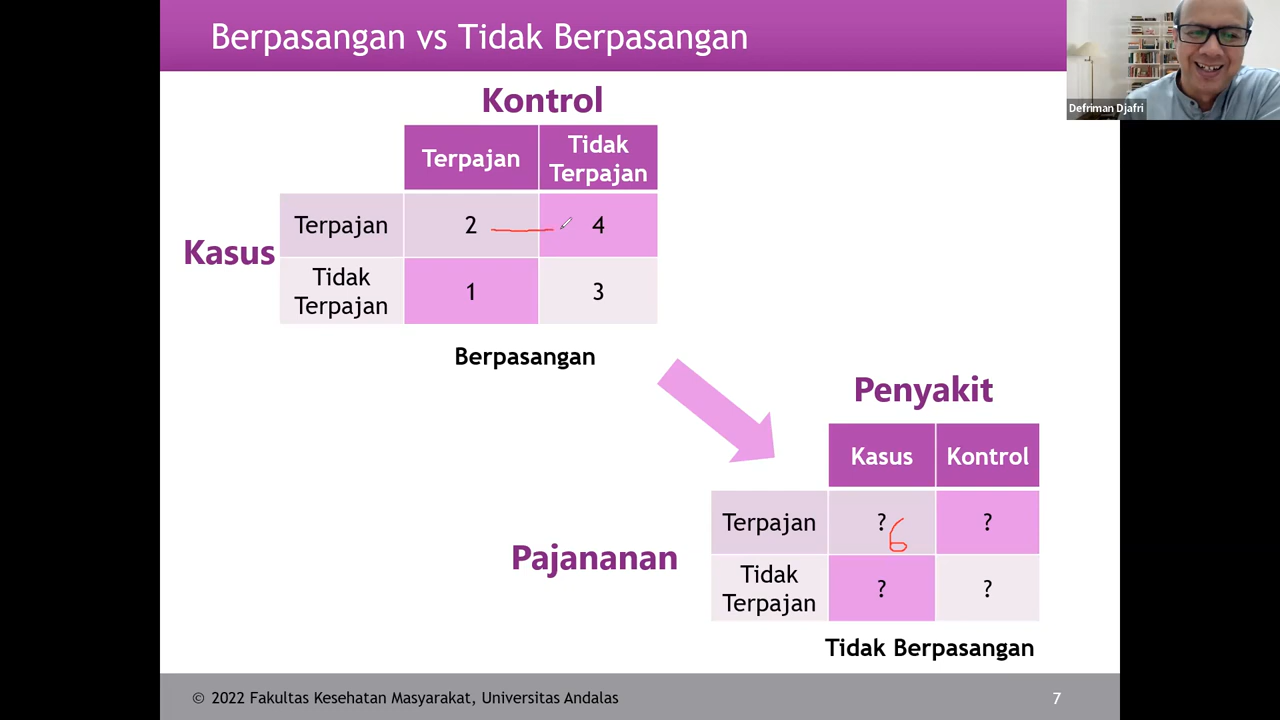 Berpasangan vs Tidak Berpasangan
Defriman Djafri
Kontrol
Terpajan
Tidak
Terpajan
Kasus
Terpajan
2
4
Tidak
Terpajan
1
3
Berpasangan
Penyakit
Kasus
Kontrol
Pajananan
Terpajan
?
6
?
Tidak
Terpajan
?
?
Tidak Berpasangan
© 2022 Fakultas Kesehatan Masyarakat, Universitas Andalas
7